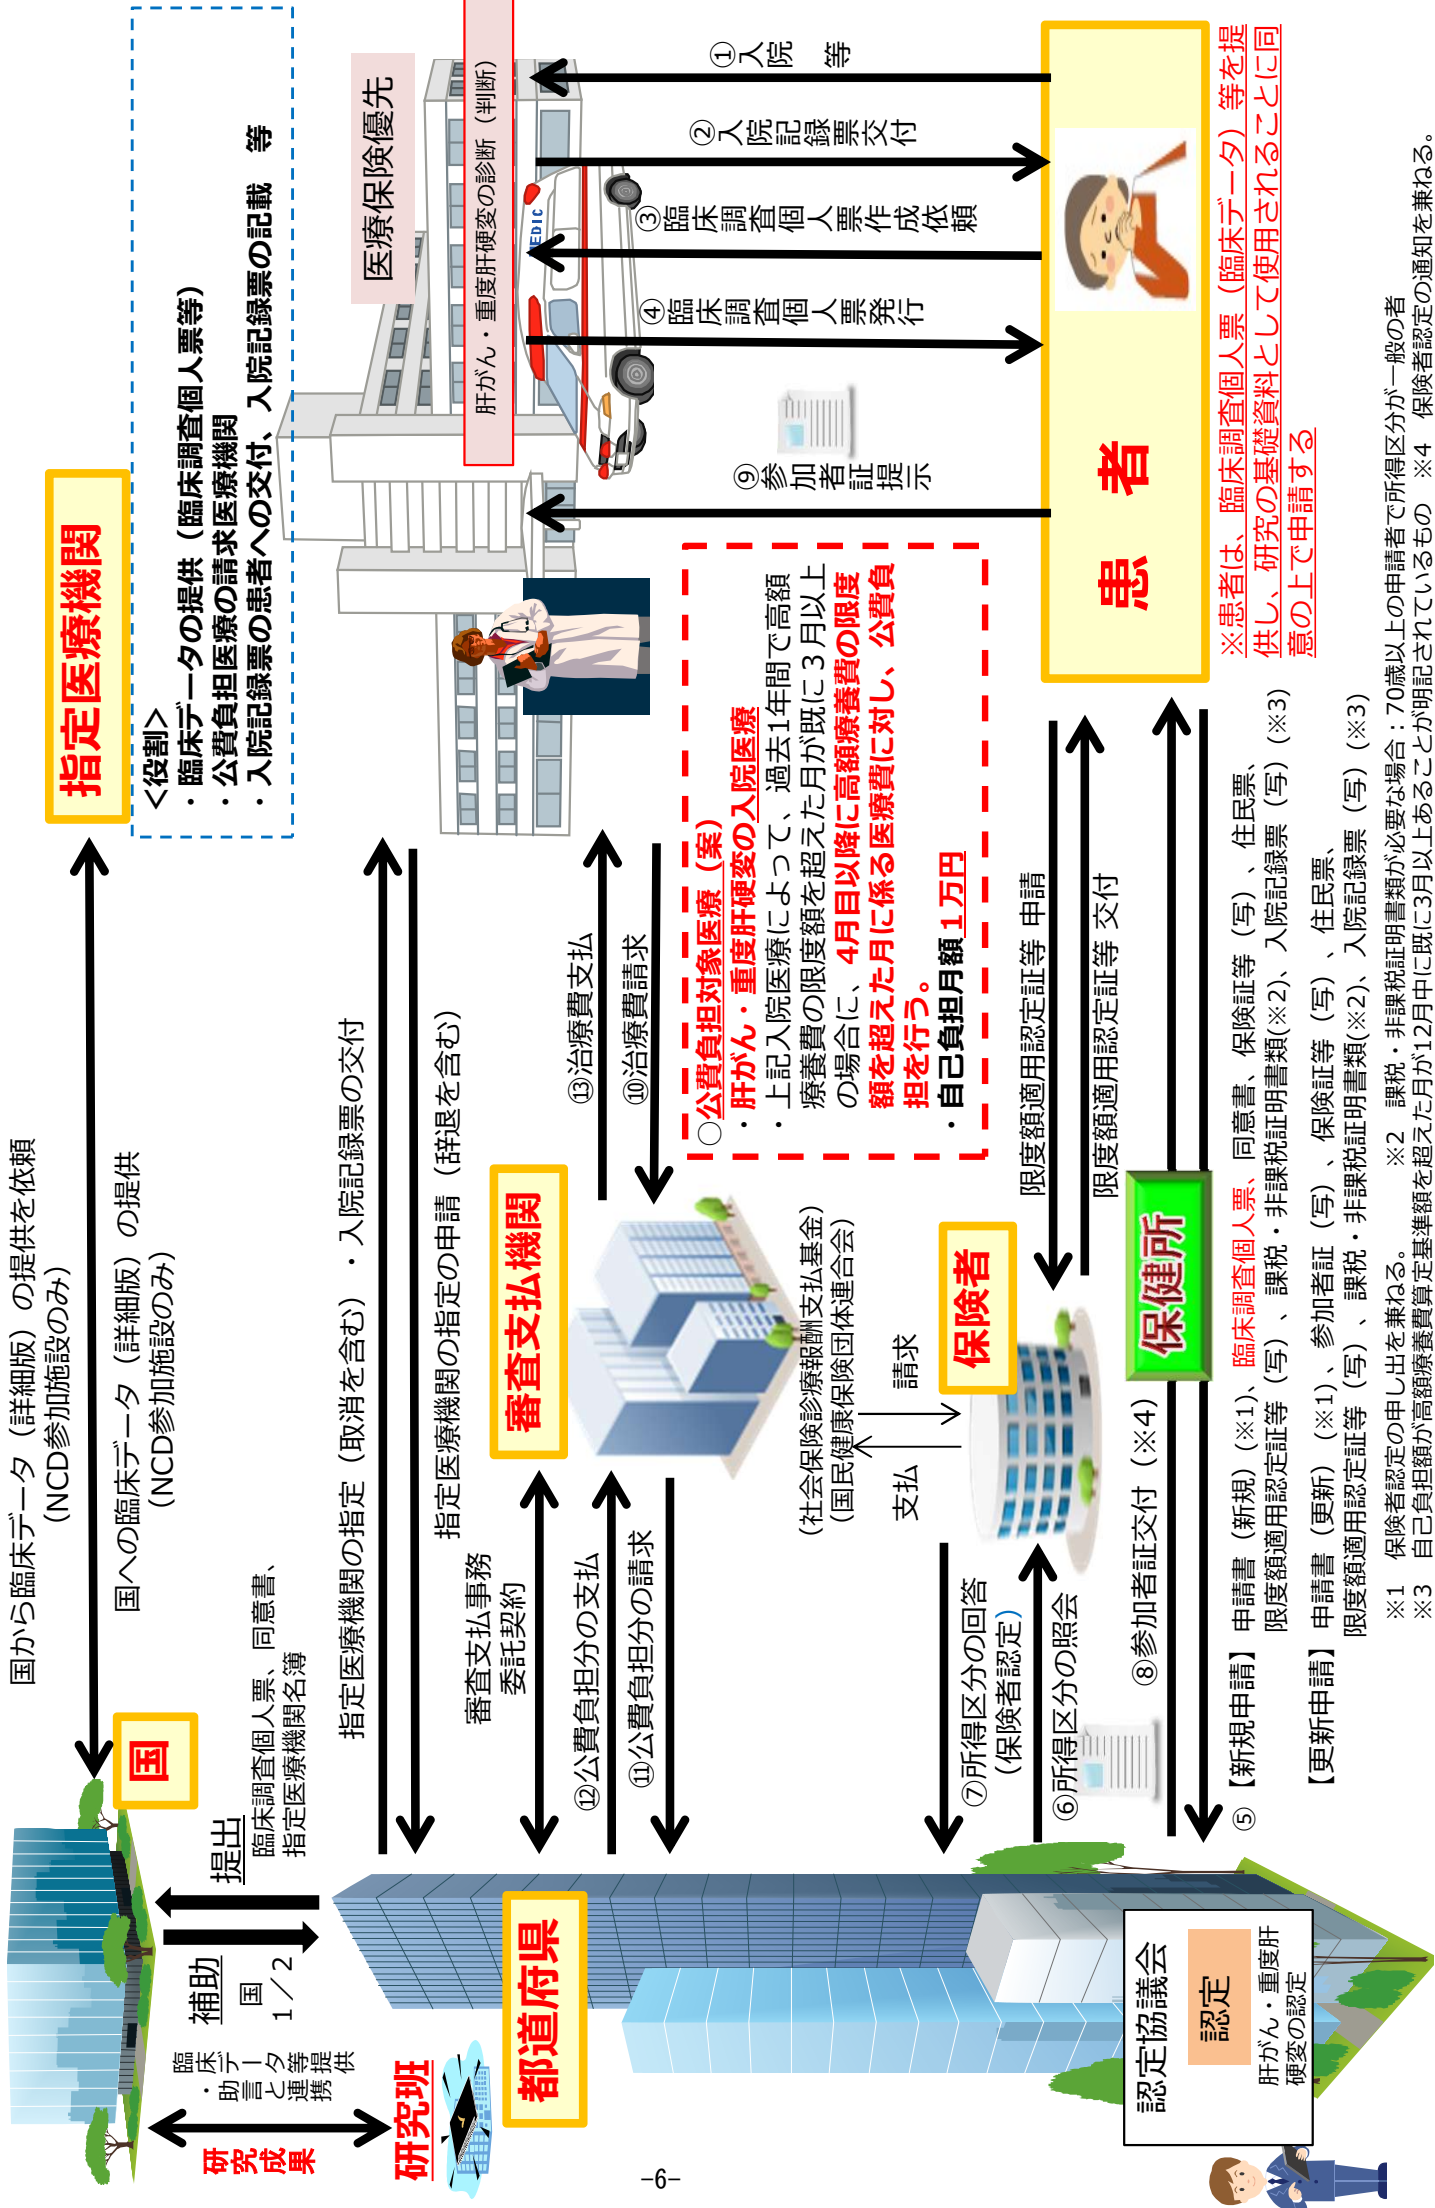 国から臨床データ（詳細版）の提供を依頼
(NCD参加施設のみ)
国への臨床データ（詳細版）の提供
(NCD参加施設のみ)
指定医療機関
＜役割＞
・臨床データの提供（臨床調査個人票等）
・公費負担医療の請求医療機関
・入院記録票の患者への交付、入院記録票の記載　等
国
提出
臨床調査個人票、同意書、
指定医療機関名簿
補助
国
１／２
臨床データ等提供
・助言と連携
研究成果
研究班
指定医療機関の指定（取消を含む）・入院記録票の交付
指定医療機関の指定の申請（辞退を含む）
医療保険優先
肝がん・重度肝硬変の診断（判断）
EDIC
都道府県
審査支払事務
委託契約
⑫公費負担分の支払
⑪公費負担分の請求
審査支払機関
(社会保険診療報酬支払基金)
(国民健康保険団体連合会)
⑬治療費支払
⑩治療費請求
支払
請求
○公費負担対象医療（案）
・肝がん・重度肝硬変の入院医療
・上記入院医療によって、過去1年間で高額
療養費の限度額を超えた月が既に３月以上
の場合に、4月目以降に高額療養費の限度
額を超えた月に係る医療費に対し、公費負
担を行う。
・自己負担月額１万円
①入院　等
②入院記録票交付
③臨床調査個人票作成依頼
④臨床調査個人票発行
⑨参加者証提示
患　者
※患者は、臨床調査個人票（臨床データ）等を提
供し、研究の基礎資料として使用されることに同
意の上で申請する
保険者
⑦所得区分の回答
(保険者認定)
⑥所得区分の照会
限度額適用認定証等 申請
限度額適用認定証等 交付
⑧参加者証交付（※4）
保健所
認定協議会
認定
肝がん・重度肝
硬変の認定
⑤【新規申請】申請書（新規）(※1)、臨床調査個人票、同意書、保険証等（写）、住民票、
限度額適用認定証等（写）、課税・非課税証明書類(※2)、入院記録票（写）(※3)
【更新申請】申請書（更新）(※1)、参加者証（写）、保険証等（写）、住民票、
限度額適用認定証等（写）、課税・非課税証明書類(※2)、入院記録票（写）(※3)
※1　保険者認定の申し出を兼ねる。　※2　課税・非課税証明書類が必要な場合：70歳以上の申請者で所得区分が一般の者
※3　自己負担額が高額療養費算定基準額を超えた月が12月中に既に3月以上あることが明記されているもの　※4　保険者認定の通知を兼ねる。
-6-